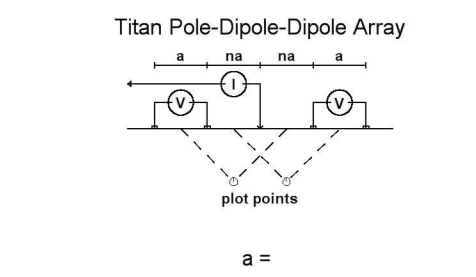 Titan Pole-Dipole-Dipole Array
a na na a
I
V V
plot points
a =